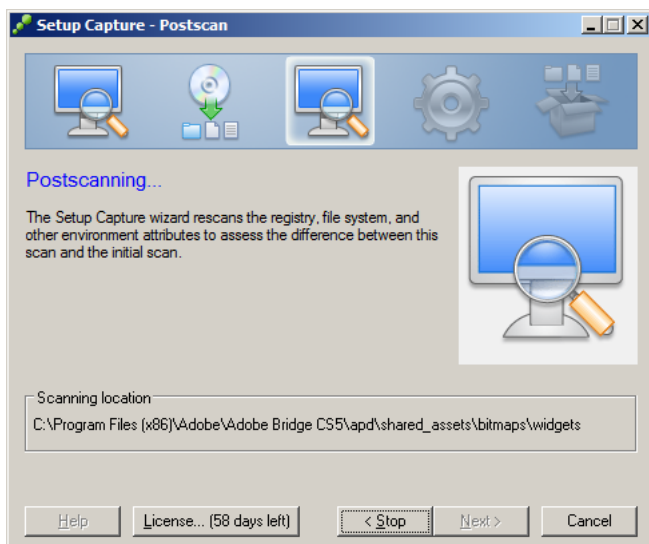 Setup Capture - Postscan
Postscanning...
The Setup Capture wizard rescans the registry, file system, and
other environment attributes to assess the difference between this
scan and the initial scan.
Scanning location
C:\Program Files (x86)\Adobe\Adobe Bridge CS5\apd\shared_assets\bitmaps\widgets
Help
License... (58 days left)
< Stop
Next >
Cancel